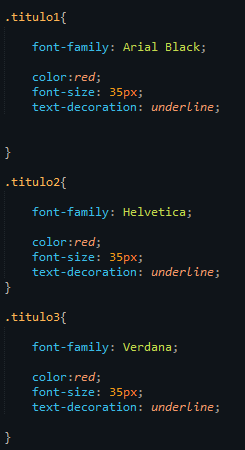 .titulo1{
font-family: Arial Black;
color:red;
font-size: 35px;
text-decoration: underline;
}
.titulo2{
font-family: Helvetica;
color:red;
font-size: 35px;
text-decoration: underline;
}
.titulo3{
font-family: Verdana;
color:red;
font-size: 35px;
text-decoration: underline;
}